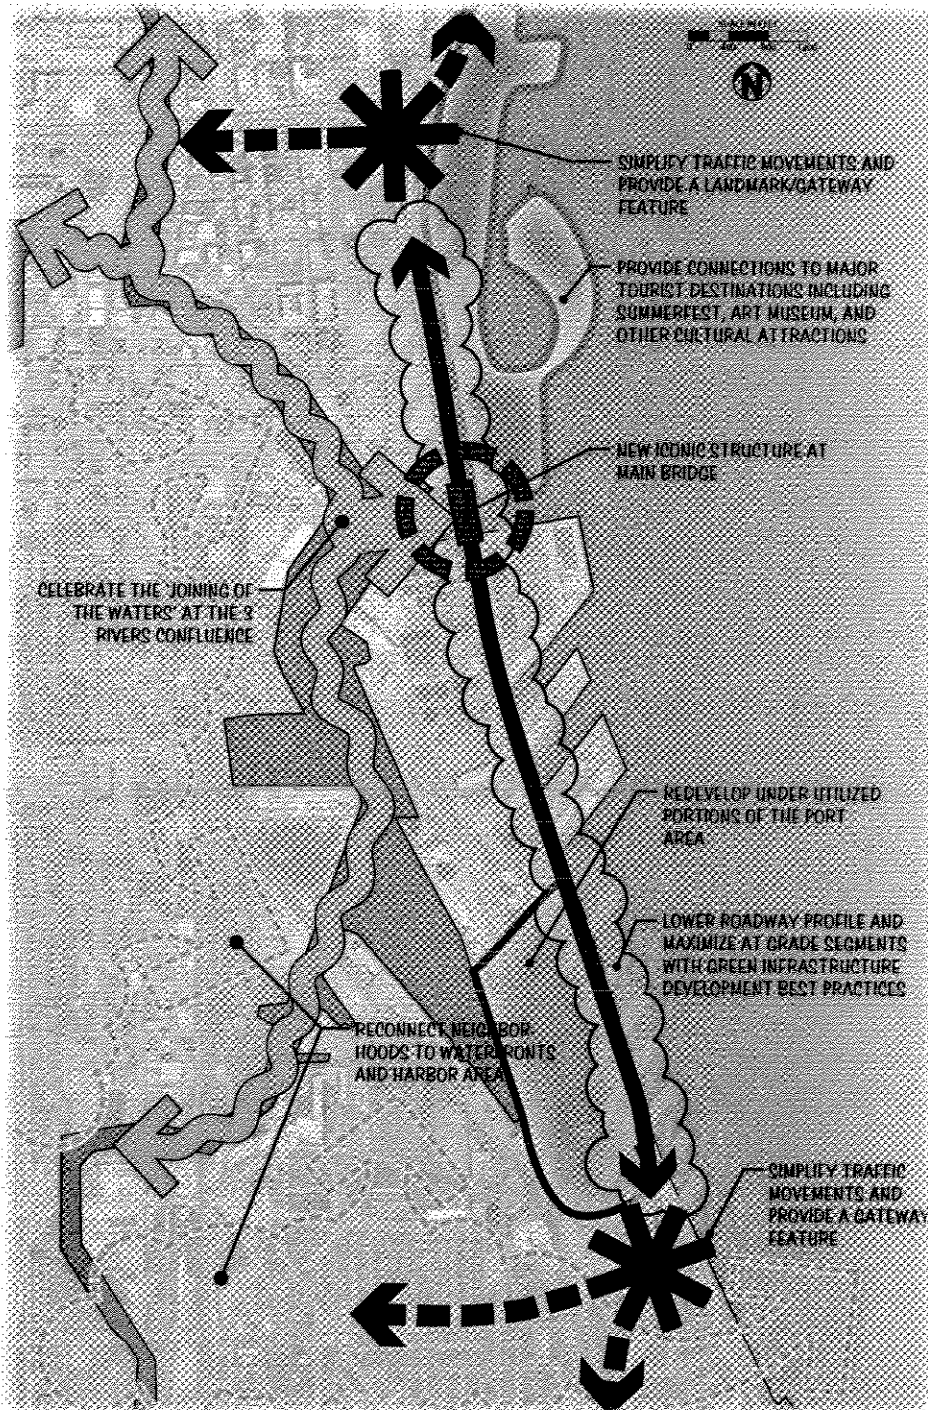 N
SIMPLIFY TRAFFIC MOVEMENTS AND
PROVIDE A LANDMARK/GATEWAY
FEATURE
PROVIDE CONNECTIONS TO MAJOR
TOURIST DESTINATIONS INCLUDING
SUMMERFEST, ART MUSEUM, AND
OTHER CULTURAL ATTRACTIONS
NEW ICONIC STRUCTURE AT
MAIN BRIDGE
CELEBRATE THE 'JOINING OF
THE WATERS' AT THE 3
RIVERS CONFLUENCE
REDEVELOP UNDER UTILIZED
PORTIONS OF THE PORT
AREA
LOWER ROADWAY PROFILE AND
MAXIMIZE AT GRADE SEGMENTS
WITH GREEN INFRASTRUCTURE
DEVELOPMENT BEST PRACTICES
RECONNECT NEIGHBOR-
HOODS TO WATERFRONTS
AND HARBOR AREA
SIMPLIFY TRAFFIC
MOVEMENTS AND
PROVIDE A GATEWAY
FEATURE